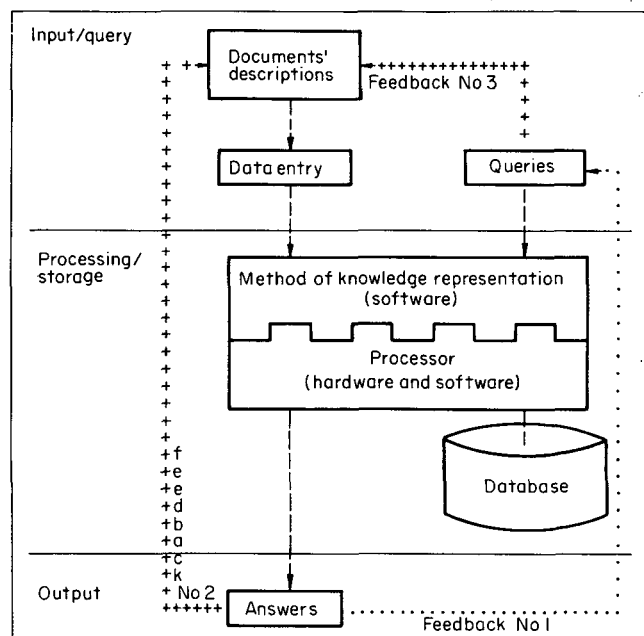 Input/query
Documents'
descriptions
Feedback No 3
Data entry
Queries
Processing/
storage
Method of knowledge representation
(software)
Processor
(hardware and software)
Database
f
e
e
d
b
a
c
k
No 2
Output
Answers
Feedback No 1